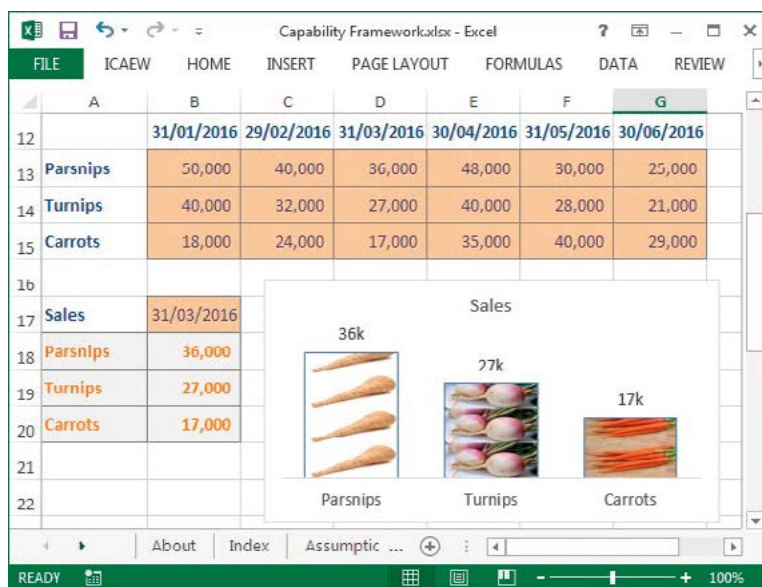 Capability Framework.xlsx - Excel ?
FILE ICAEW HOME INSERT PAGE LAYOUT FORMULAS DATA REVIEW
A B C D E F G
12 31/01/2016 29/02/2016 31/03/2016 30/04/2016 31/05/2016 30/06/2016
13 Parsnips 50,000 40,000 36,000 48,000 30,000 25,000
14 Turnips 40,000 32,000 27,000 40,000 28,000 21,000
15 Carrots 18,000 24,000 17,000 35,000 40,000 29,000
16
17 Sales 31/03/2016
18 Parsnips 36,000
19 Turnips 27,000
20 Carrots 17,000
21
22
Sales
36k
27k
17k
Parsnips Turnips Carrots
About Index Assumptic ...
READY 100%